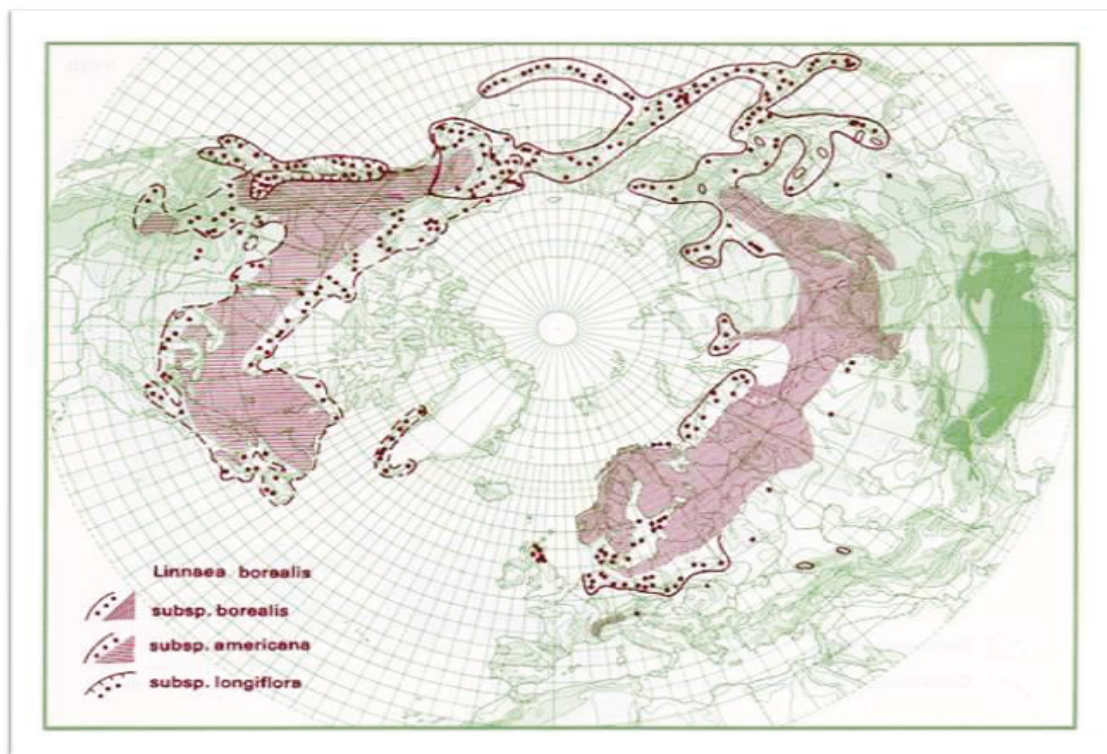 Linnaea borealis
subsp. borealis
subsp. americana
subsp. longiflora